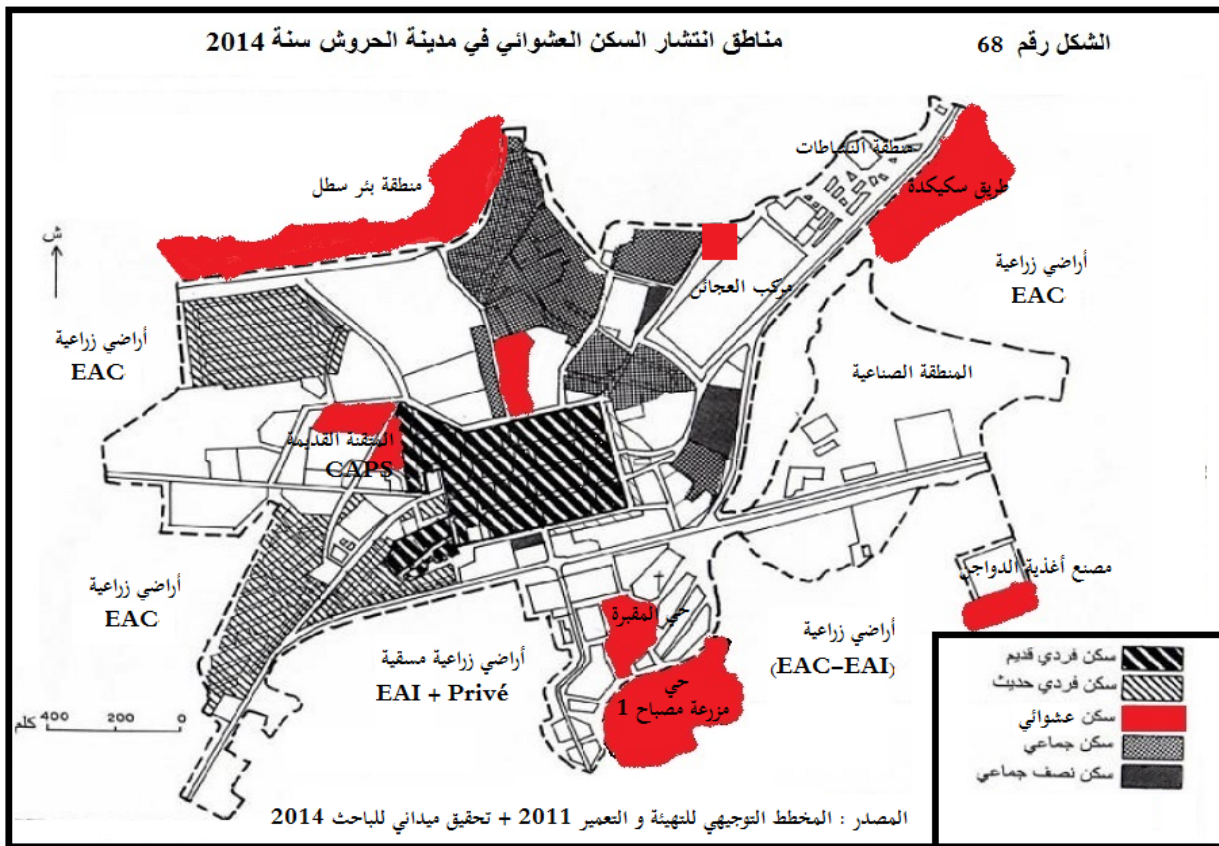 الشكل رقم 68
مناطق انتشار السكن العشوائي في مدينة الحروش سنة 2014
منطقة النشاطات
طريق سكيكدة
منطقة بئر سطل
ش
أراضي زراعية
EAC
مركب العجائن
أراضي زراعية
EAC
المنطقة الصناعية
المتقنة القديمة
CAPS
مصنع أغذية الدواجن
أراضي زراعية
EAC
حي المقبرة
أراضي زراعية
(EAC-EAI)
أراضي زراعية مسقية
EAI + Privé
حي
مزرعة مصباح 1
400 200 0 كلم
سكن فردي قديم
سكن فردي حديث
سكن عشوائي
سكن جماعي
سكن نصف جماعي
المصدر : المخطط التوجيهي للتهيئة و التعمير 2011 + تحقيق ميداني للباحث 2014